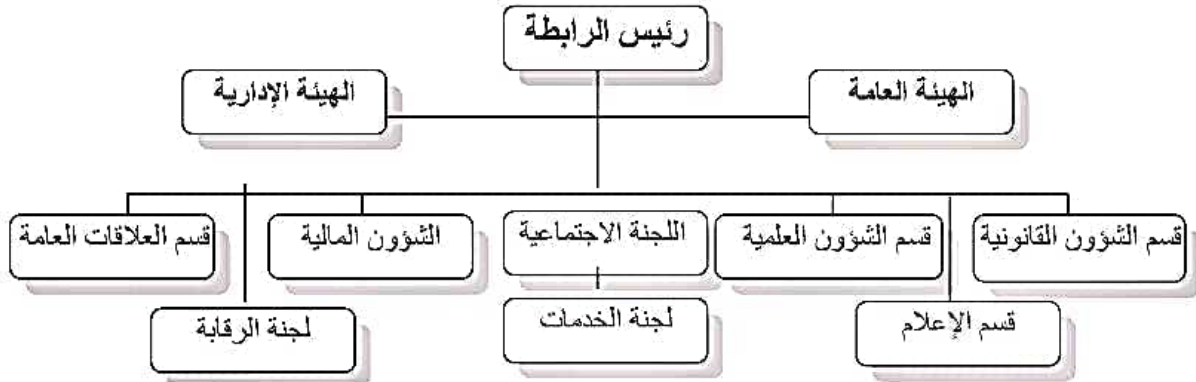 رئيس الرابطة
الهيئة العامة
الهيئة الإدارية
قسم الشؤون القانونية
قسم الشؤون العلمية
اللجنة الاجتماعية
الشؤون المالية
قسم العلاقات العامة
قسم الإعلام
لجنة الخدمات
لجنة الرقابة